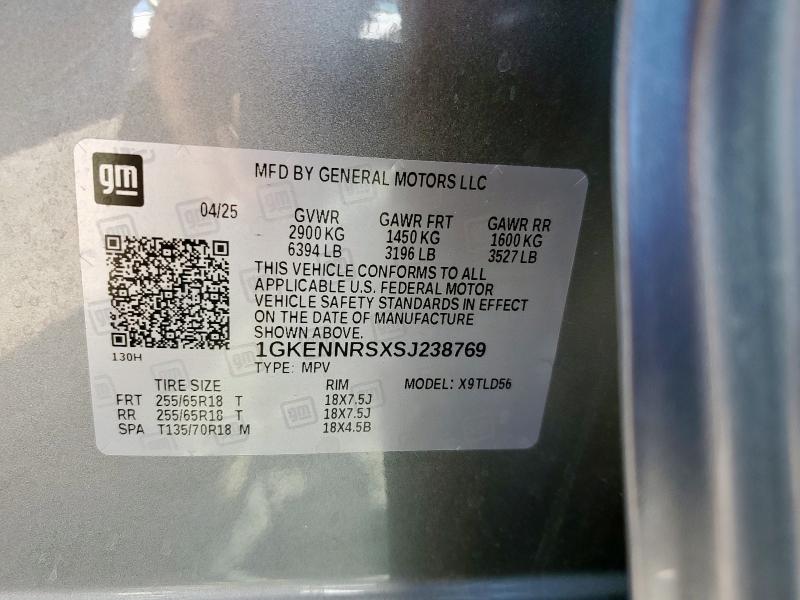 gm
MFD BY GENERAL MOTORS LLC
04/25 GVWR GAWR FRT GAWR RR
2900 KG 1450 KG 1600 KG
6394 LB 3196 LB 3527 LB
THIS VEHICLE CONFORMS TO ALL
APPLICABLE U.S. FEDERAL MOTOR
VEHICLE SAFETY STANDARDS IN EFFECT
ON THE DATE OF MANUFACTURE
SHOWN ABOVE.
130H 1GKENNRSXSJ238769
TYPE: MPV
TIRE SIZE RIM MODEL: X9TLD56
FRT 255/65R18 T 18X7.5J
RR 255/65R18 T 18X7.5J
SPA T135/70R18 M 18X4.5B